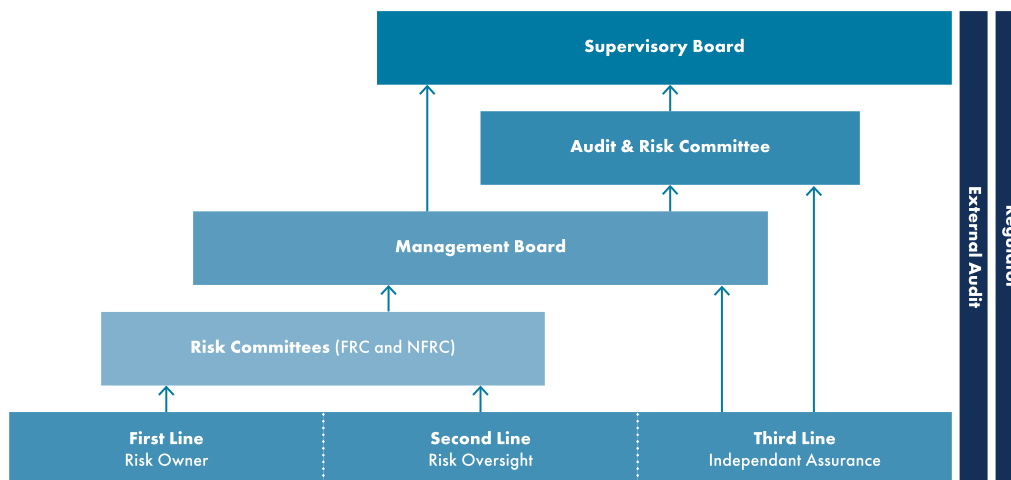 Supervisory Board
Audit & Risk Committee
Management Board
Risk Committees (FRC and NFRC)
First Line
Risk Owner
Second Line
Risk Oversight
Third Line
Independant Assurance
External Audit